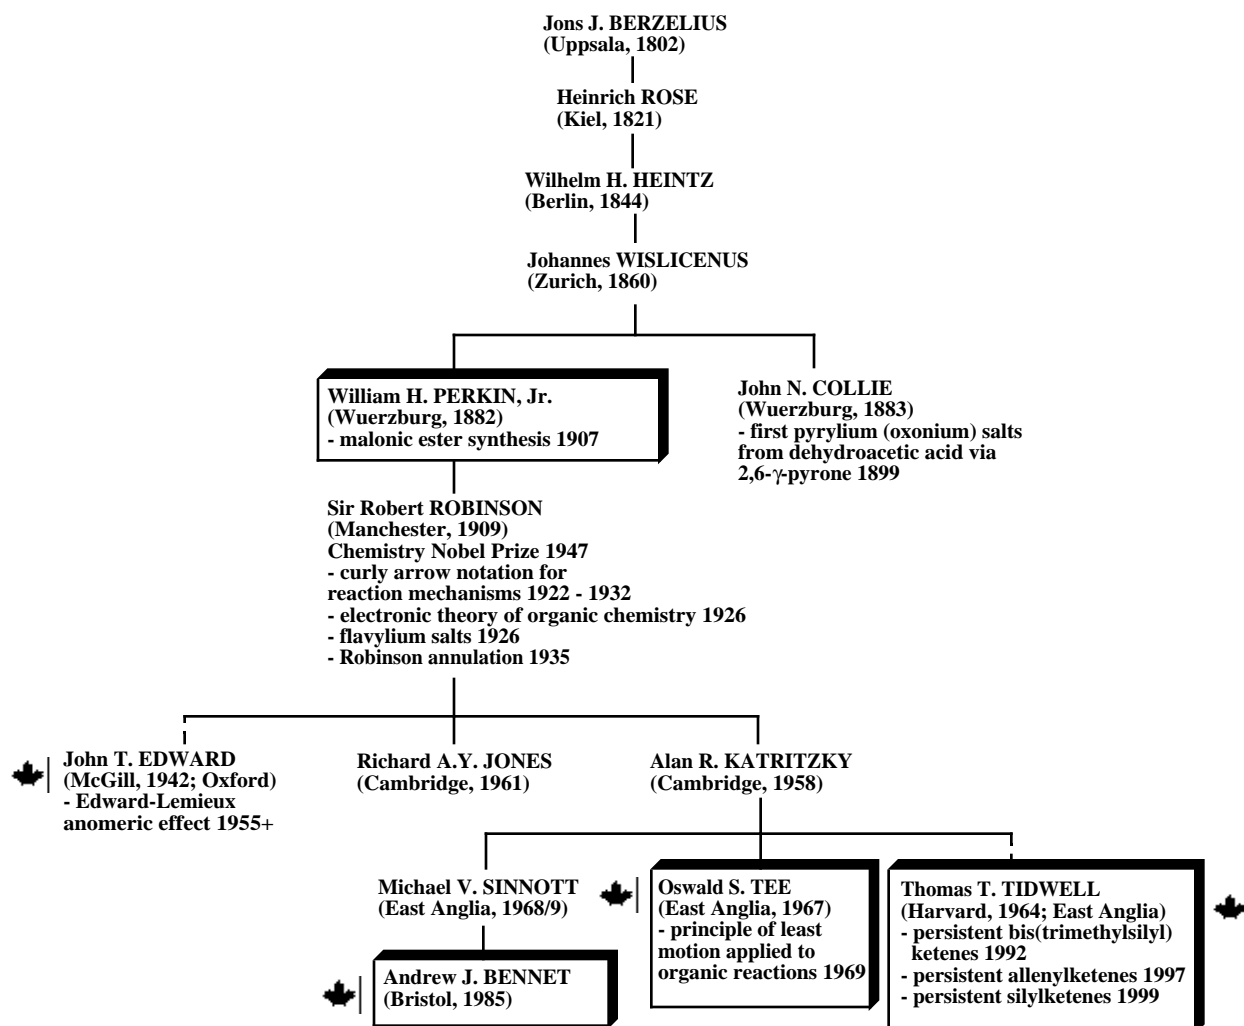 Jons J. BERZELIUS
(Uppsala, 1802)
Heinrich ROSE
(Kiel, 1821)
Wilhelm H. HEINTZ
(Berlin, 1844)
Johannes WISLICENUS
(Zurich, 1860)
William H. PERKIN, Jr.
(Wuerzburg, 1882)
- malonic ester synthesis 1907
John N. COLLIE
(Wuerzburg, 1883)
- first pyrylium (oxonium) salts
from dehydroacetic acid via
2,6-γ-pyrone 1899
Sir Robert ROBINSON
(Manchester, 1909)
Chemistry Nobel Prize 1947
- curly arrow notation for
reaction mechanisms 1922 - 1932
- electronic theory of organic chemistry 1926
- flavylium salts 1926
- Robinson annulation 1935
John T. EDWARD
(McGill, 1942; Oxford)
- Edward-Lemieux
anomeric effect 1955+
Richard A.Y. JONES
(Cambridge, 1961)
Alan R. KATRITZKY
(Cambridge, 1958)
Michael V. SINNOTT
(East Anglia, 1968/9)
Oswald S. TEE
(East Anglia, 1967)
- principle of least
motion applied to
organic reactions 1969
Thomas T. TIDWELL
(Harvard, 1964; East Anglia)
- persistent bis(trimethylsilyl)
ketenes 1992
- persistent allenylketenes 1997
- persistent silylketenes 1999
Andrew J. BENNET
(Bristol, 1985)